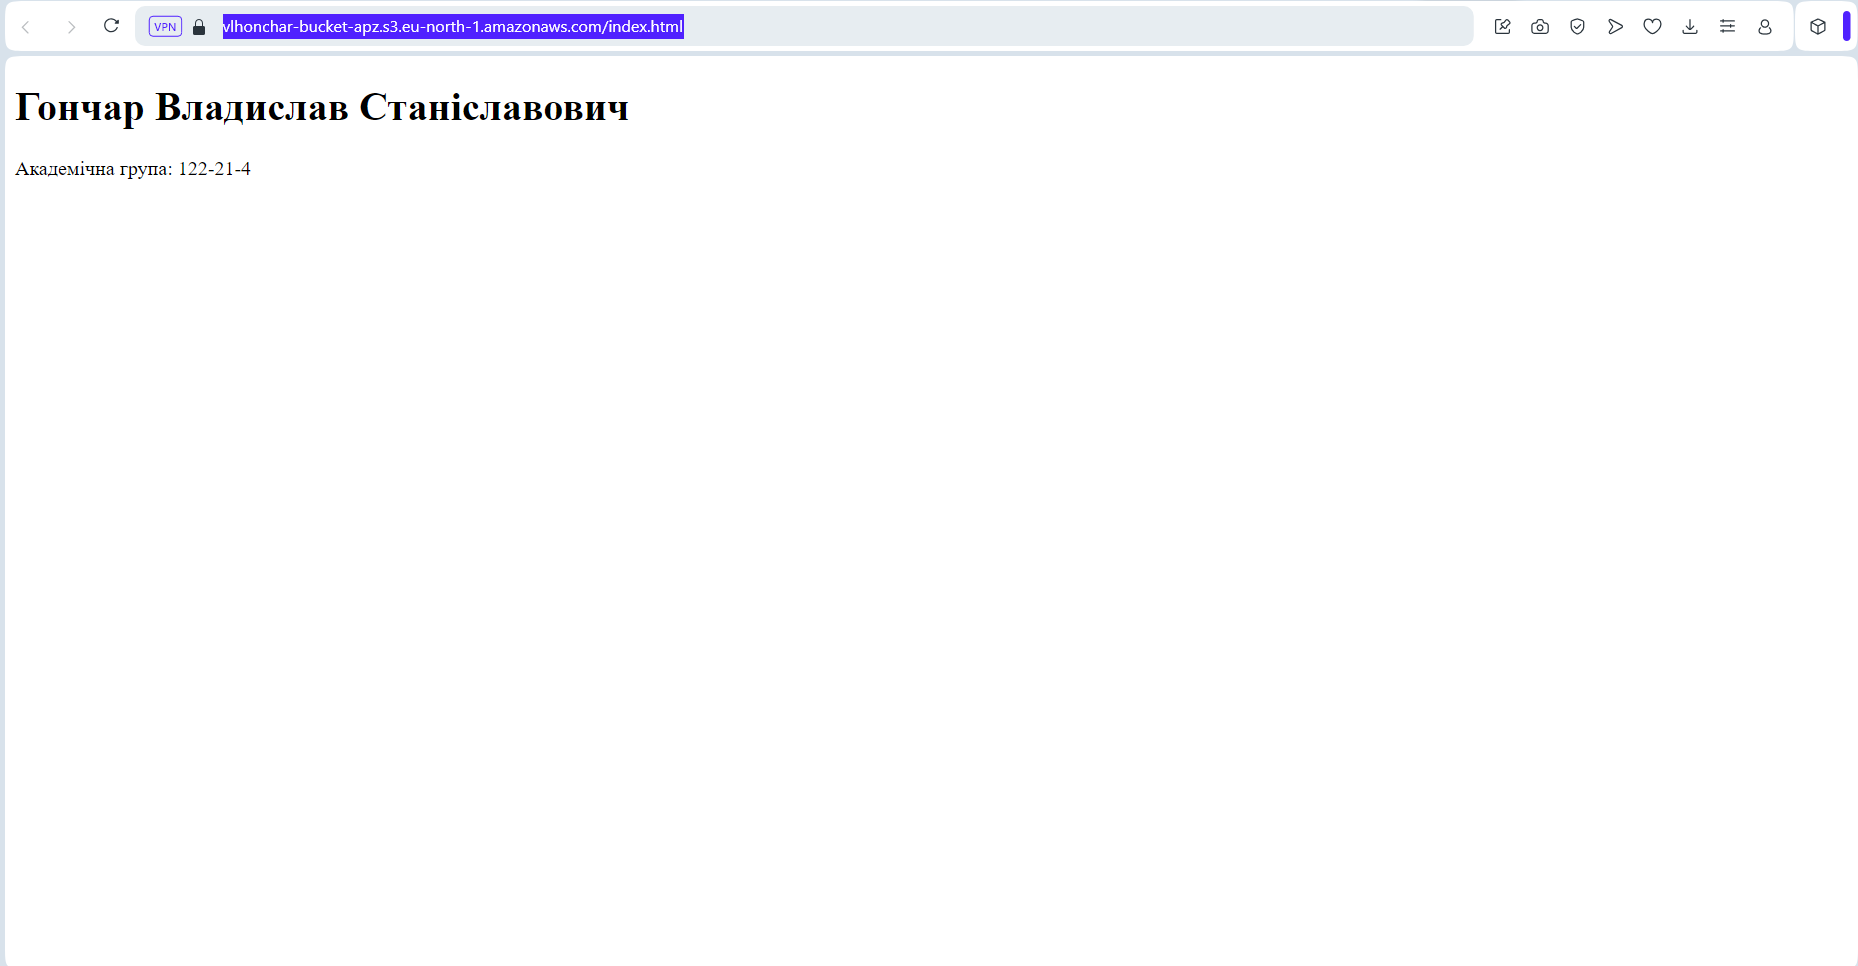 VPN
vlhonchar-bucket-apz.s3.eu-north-1.amazonaws.com/index.html
Гончар Владислав Станіславович
Академічна група: 122-21-4